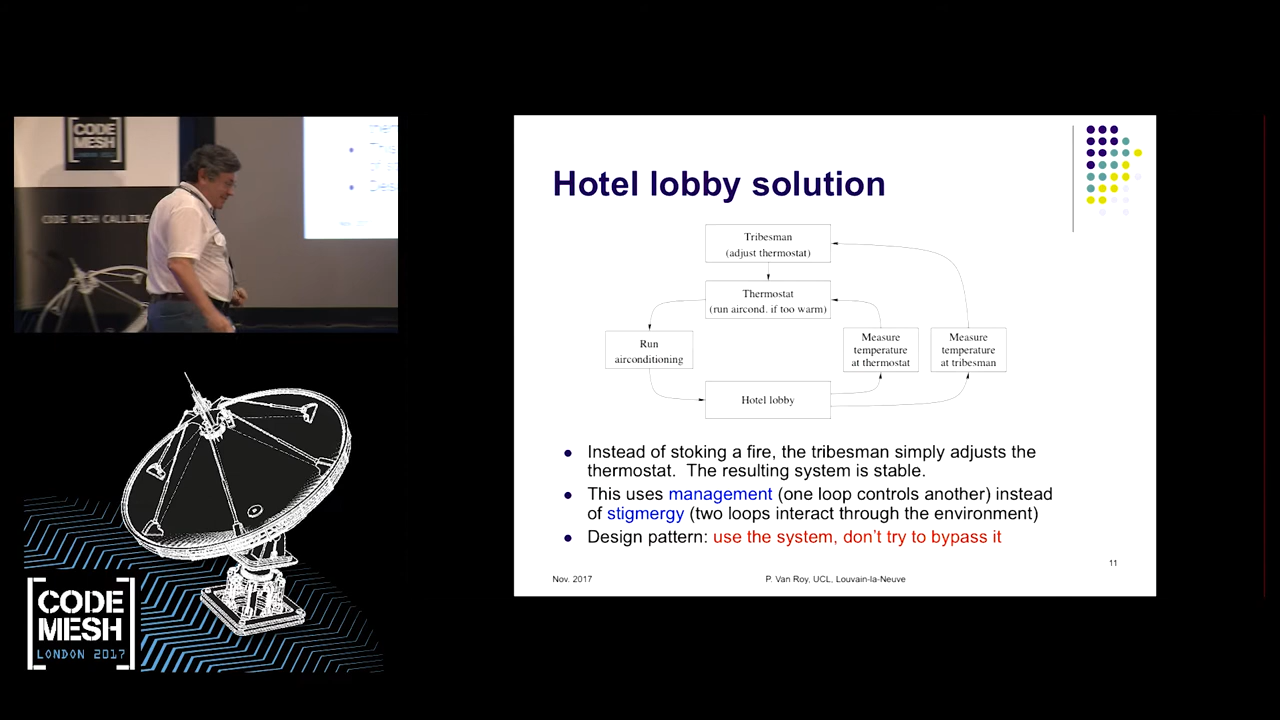 CODE
MESH
LONDON 2017
CODE MESH CALLING
Hotel lobby solution
Tribesman
(adjust thermostat)
Thermostat
(run aircond. if too warm)
Run
airconditioning
Measure
temperature
at thermostat
Measure
temperature
at tribesman
Hotel lobby
Instead of stoking a fire, the tribesman simply adjusts the
thermostat. The resulting system is stable.
This uses management (one loop controls another) instead
of stigmergy (two loops interact through the environment)
Design pattern: use the system, don't try to bypass it
11
Nov. 2017
P. Van Roy, UCL, Louvain-la-Neuve
CODE
MESH
LONDON 2017